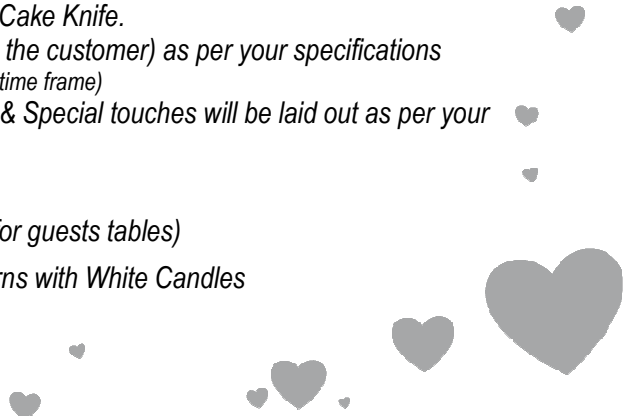 Cake Knife.
the customer) as per your specifications
time frame)
& Special touches will be laid out as per your
for guests tables)
rns with White Candles